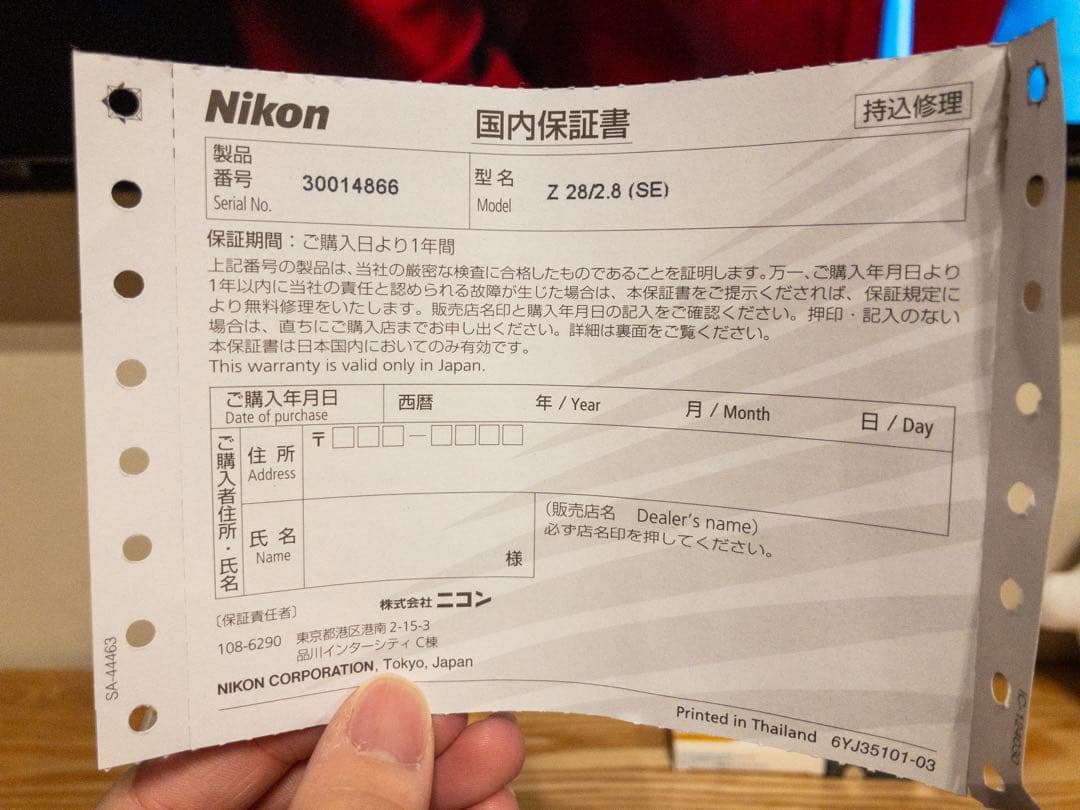 Nikon
国内保証書
持込修理
製品
番号
Serial No.
30014866
型名
Model
Z 28/2.8 (SE)
保証期間：ご購入日より1年間
上記番号の製品は、当社の厳密な検査に合格したものであることを証明します。万一、ご購入年月日より
1年以内に当社の責任と認められる故障が生じた場合は、本保証書をご提示くだされば、保証規定に
より無料修理をいたします。販売店名印と購入年月日の記入をご確認ください。押印・記入のない
場合は、直ちにご購入店までお申し出ください。詳細は裏面をご覧ください。
本保証書は日本国内においてのみ有効です。
This warranty is valid only in Japan.
ご購入年月日
Date of purchase
西暦 年 / Year 月 / Month 日 / Day
ご購入者住所・氏名
住所
Address
〒□□□-□□□□
氏名
Name
様
(販売店名 Dealer's name)
必ず店名印を押してください。
株式会社 ニコン
〔保証責任者〕
108-6290 東京都港区港南 2-15-3
品川インターシティ C棟
NIKON CORPORATION, Tokyo, Japan
Printed in Thailand 6YJ35101-03
SA-44463